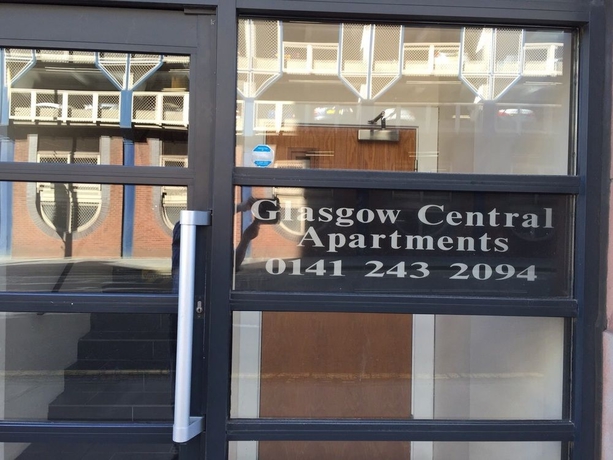 Glasgow Central
Apartments
0141 243 2094